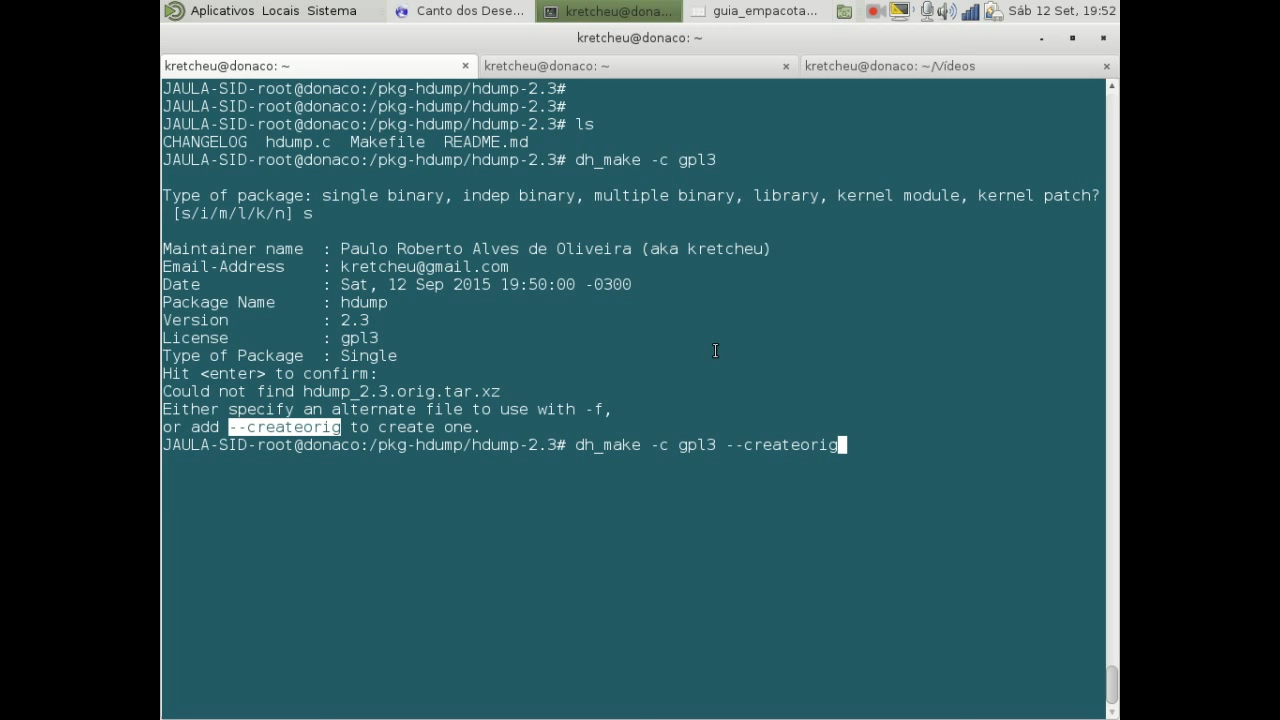 Aplicativos Locais Sistema Canto dos Dese... kretcheu@dona... guia_empacota... Sáb 12 Set, 19:52
kretcheu@donaco: ~
kretcheu@donaco: ~ kretcheu@donaco: ~ kretcheu@donaco: ~/Vídeos
JAULA-SID-root@donaco:/pkg-hdump/hdump-2.3#
JAULA-SID-root@donaco:/pkg-hdump/hdump-2.3#
JAULA-SID-root@donaco:/pkg-hdump/hdump-2.3# ls
CHANGELOG  hdump.c  Makefile  README.md
JAULA-SID-root@donaco:/pkg-hdump/hdump-2.3# dh_make -c gpl3
Type of package: single binary, indep binary, multiple binary, library, kernel module, kernel patch?
 [s/i/m/l/k/n] s
Maintainer name  : Paulo Roberto Alves de Oliveira (aka kretcheu)
Email-Address    : kretcheu@gmail.com
Date             : Sat, 12 Sep 2015 19:50:00 -0300
Package Name     : hdump
Version          : 2.3
License          : gpl3
Type of Package  : Single
Hit <enter> to confirm:
Could not find hdump_2.3.orig.tar.xz
Either specify an alternate file to use with -f,
or add --createorig to create one.
JAULA-SID-root@donaco:/pkg-hdump/hdump-2.3# dh_make -c gpl3 --createorig